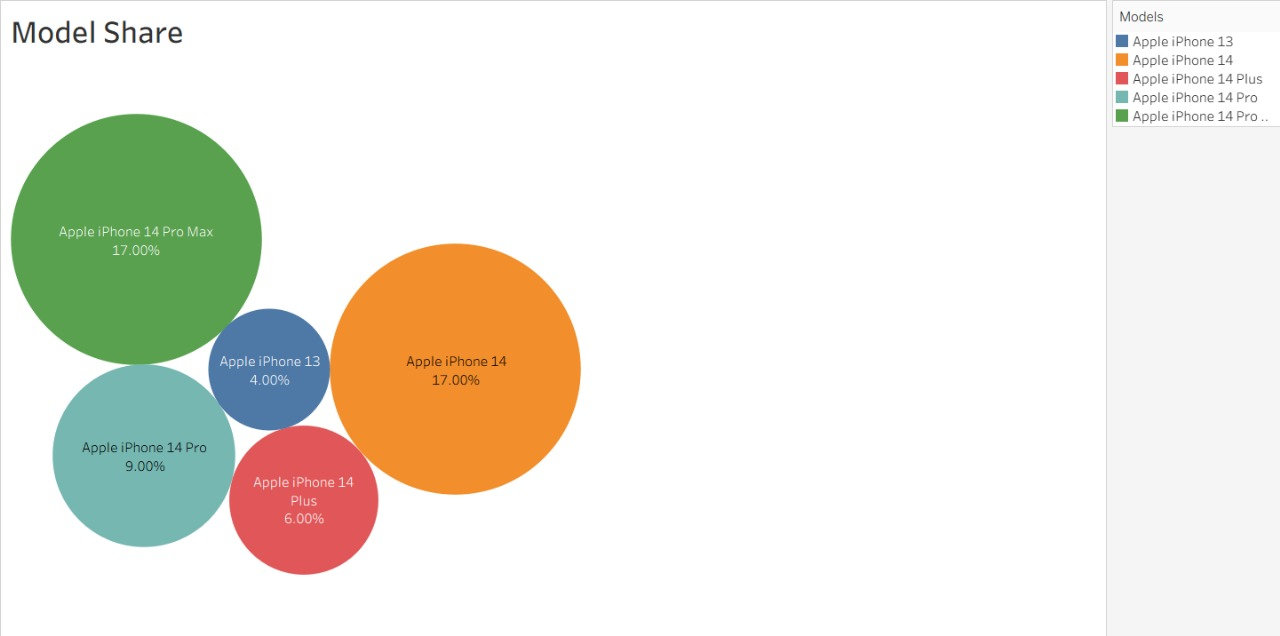 Model Share
Models
Apple iPhone 13
Apple iPhone 14
Apple iPhone 14 Plus
Apple iPhone 14 Pro
Apple iPhone 14 Pro ..
Apple iPhone 14 Pro Max
17.00%
Apple iPhone 13
4.00%
Apple iPhone 14
17.00%
Apple iPhone 14 Pro
9.00%
Apple iPhone 14
Plus
6.00%